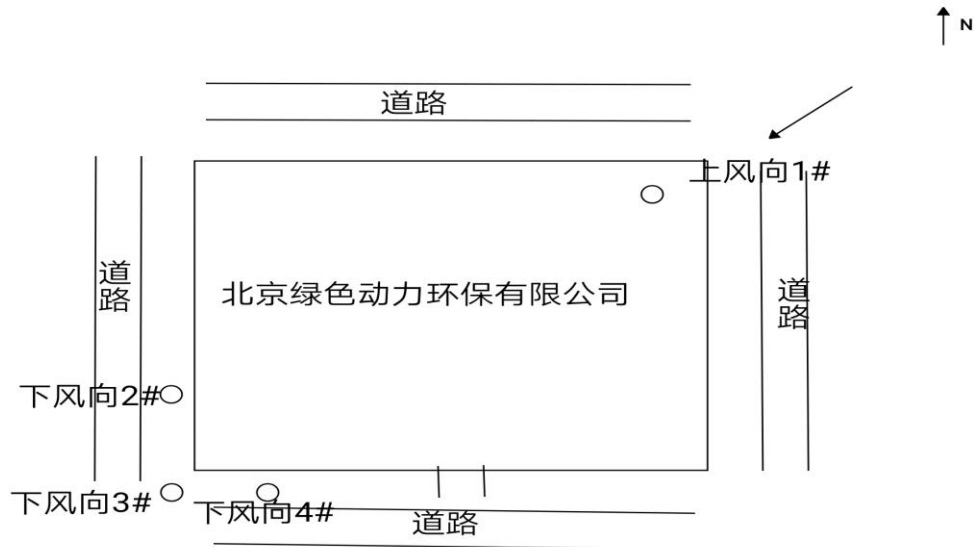 N
道路
上风向1#
道路
北京绿色动力环保有限公司
道路
下风向2#
下风向3#
下风向4#
道路